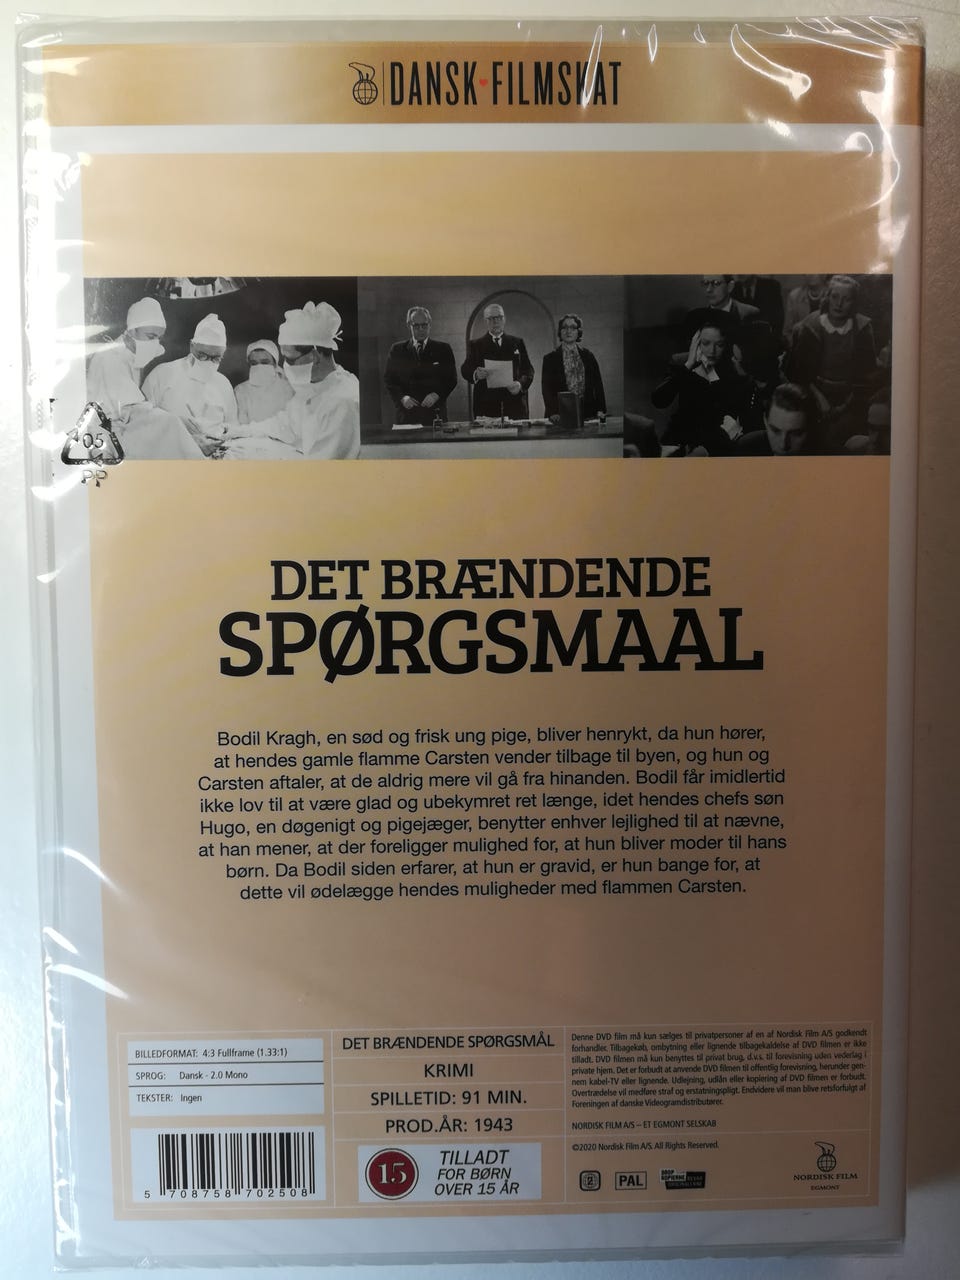 DANSK FILMSKAT
05
PP
DET BRÆNDENDE
SPØRGSMAAL
Bodil Kragh, en sød og frisk ung pige, bliver henrykt, da hun hører,
at hendes gamle flamme Carsten vender tilbage til byen, og hun og
Carsten aftaler, at de aldrig mere vil gå fra hinanden. Bodil får imidlertid
ikke lov til at være glad og ubekymret ret længe, idet hendes chefs søn
Hugo, en døgenigt og pigejæger, benytter enhver lejlighed til at nævne,
at han mener, at der foreligger mulighed for, at hun bliver moder til hans
børn. Da Bodil siden erfarer, at hun er gravid, er hun bange for, at
dette vil ødelægge hendes muligheder med flammen Carsten.
BILLEDFORMAT: 4:3 Fullframe (1.33:1)
SPROG: Dansk - 2.0 Mono
TEKSTER: Ingen
5 708758 702508
DET BRÆNDENDE SPØRGSMÅL
KRIMI
SPILLETID: 91 MIN.
PROD.ÅR: 1943
15
TILLADT
FOR BØRN
OVER 15 ÅR
Denne DVD film må kun sælges til privatpersoner af en af Nordisk Film A/S godkendt
forhandler. Tilbagekøb, ombytning eller lignende tilbagekaldelse af DVD filmen er ikke
tilladt. DVD filmen må kun benyttes til privat brug, d.v.s. til forevisning uden vederlag i
private hjem. Det er forbudt at anvende DVD filmen til offentlig forevisning, herunder gen-
nem kabel-TV eller lignende. Udlejning, udlån eller kopiering af DVD filmen er forbudt.
Overtrædelse vil medføre straf og erstatningspligt. Endvidere vil man blive retsforfulgt af
Foreningen af danske Videogramdistributører.
NORDISK FILM A/S – ET EGMONT SELSKAB
©2020 Nordisk Film A/S. All Rights Reserved.
2
PAL
NORDISK FILM
EGMONT